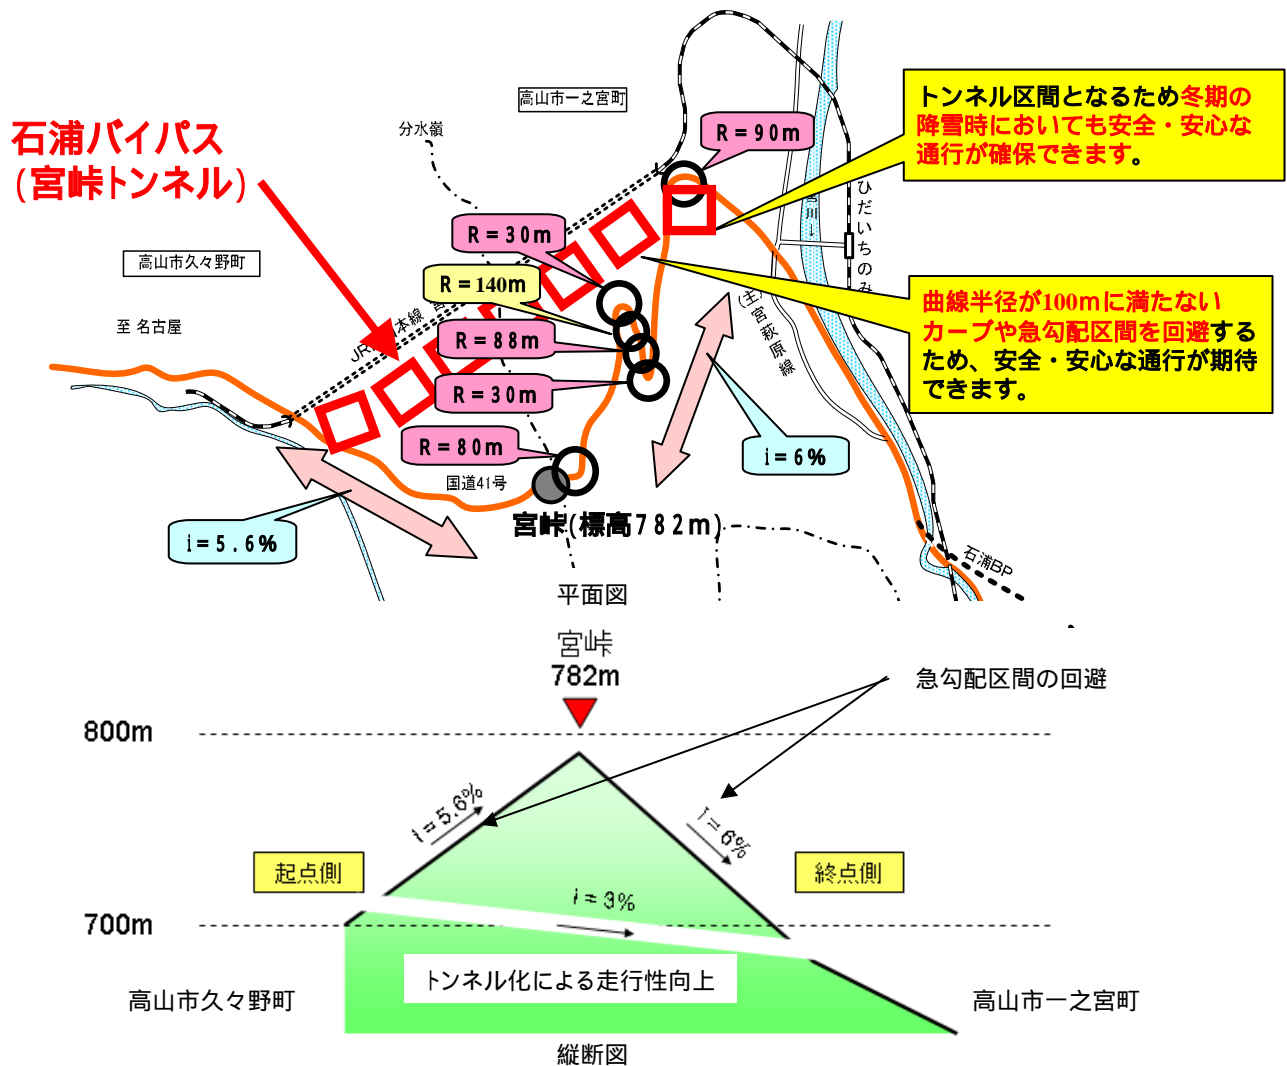 高山市一之宮町
分水嶺
石浦バイパス
(宮峠トンネル)
R=90m
トンネル区間となるため冬期の
降雪時においても安全・安心な
通行が確保できます。
R=30m
高山市久々野町
R=140m
ひだいちのみ
至 名古屋
本線
JR
R=88m
(主)宮萩原線
曲線半径が100mに満たない
カーブや急勾配区間を回避する
ため、安全・安心な通行が期待
できます。
R=30m
R=80m
i=6%
国道41号
宮峠(標高782m)
i=5.6%
石浦BP
平面図
宮峠
782m
急勾配区間の回避
800m
i=5.6%
i=6%
起点側
終点側
i=3%
700m
トンネル化による走行性向上
高山市久々野町
高山市一之宮町
縦断図